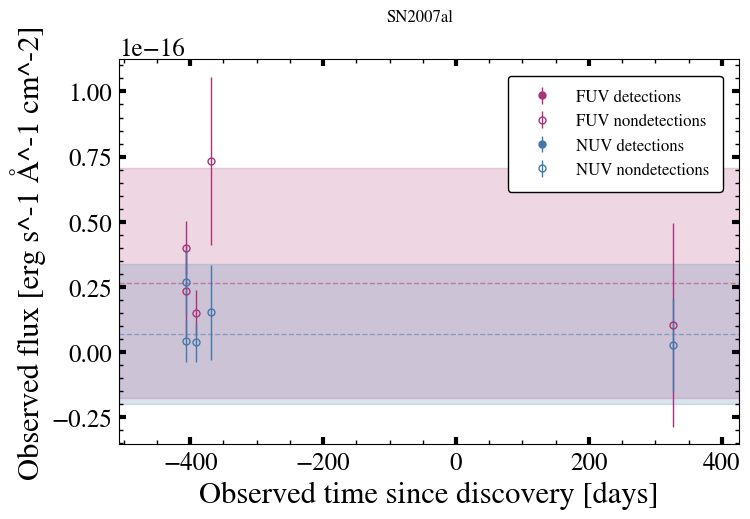 SN2007al
1e−16
Observed flux [erg s^-1 Å^-1 cm^-2]
1.00
0.75
0.50
0.25
0.00
−0.25
FUV detections
FUV nondetections
NUV detections
NUV nondetections
−400
−200
0
200
400
Observed time since discovery [days]